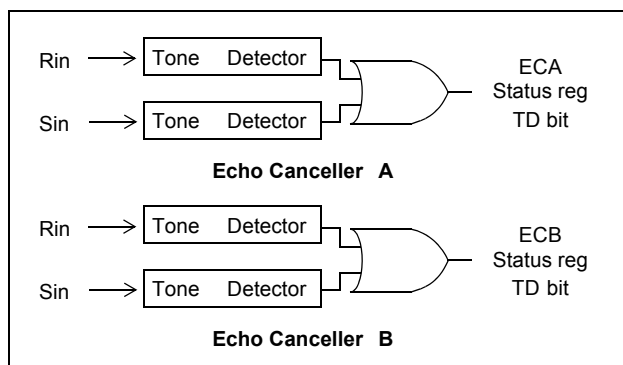 Rin
Tone Detector
Sin
Tone Detector
ECA
Status reg
TD bit
Echo Canceller A
Rin
Tone Detector
Sin
Tone Detector
ECB
Status reg
TD bit
Echo Canceller B